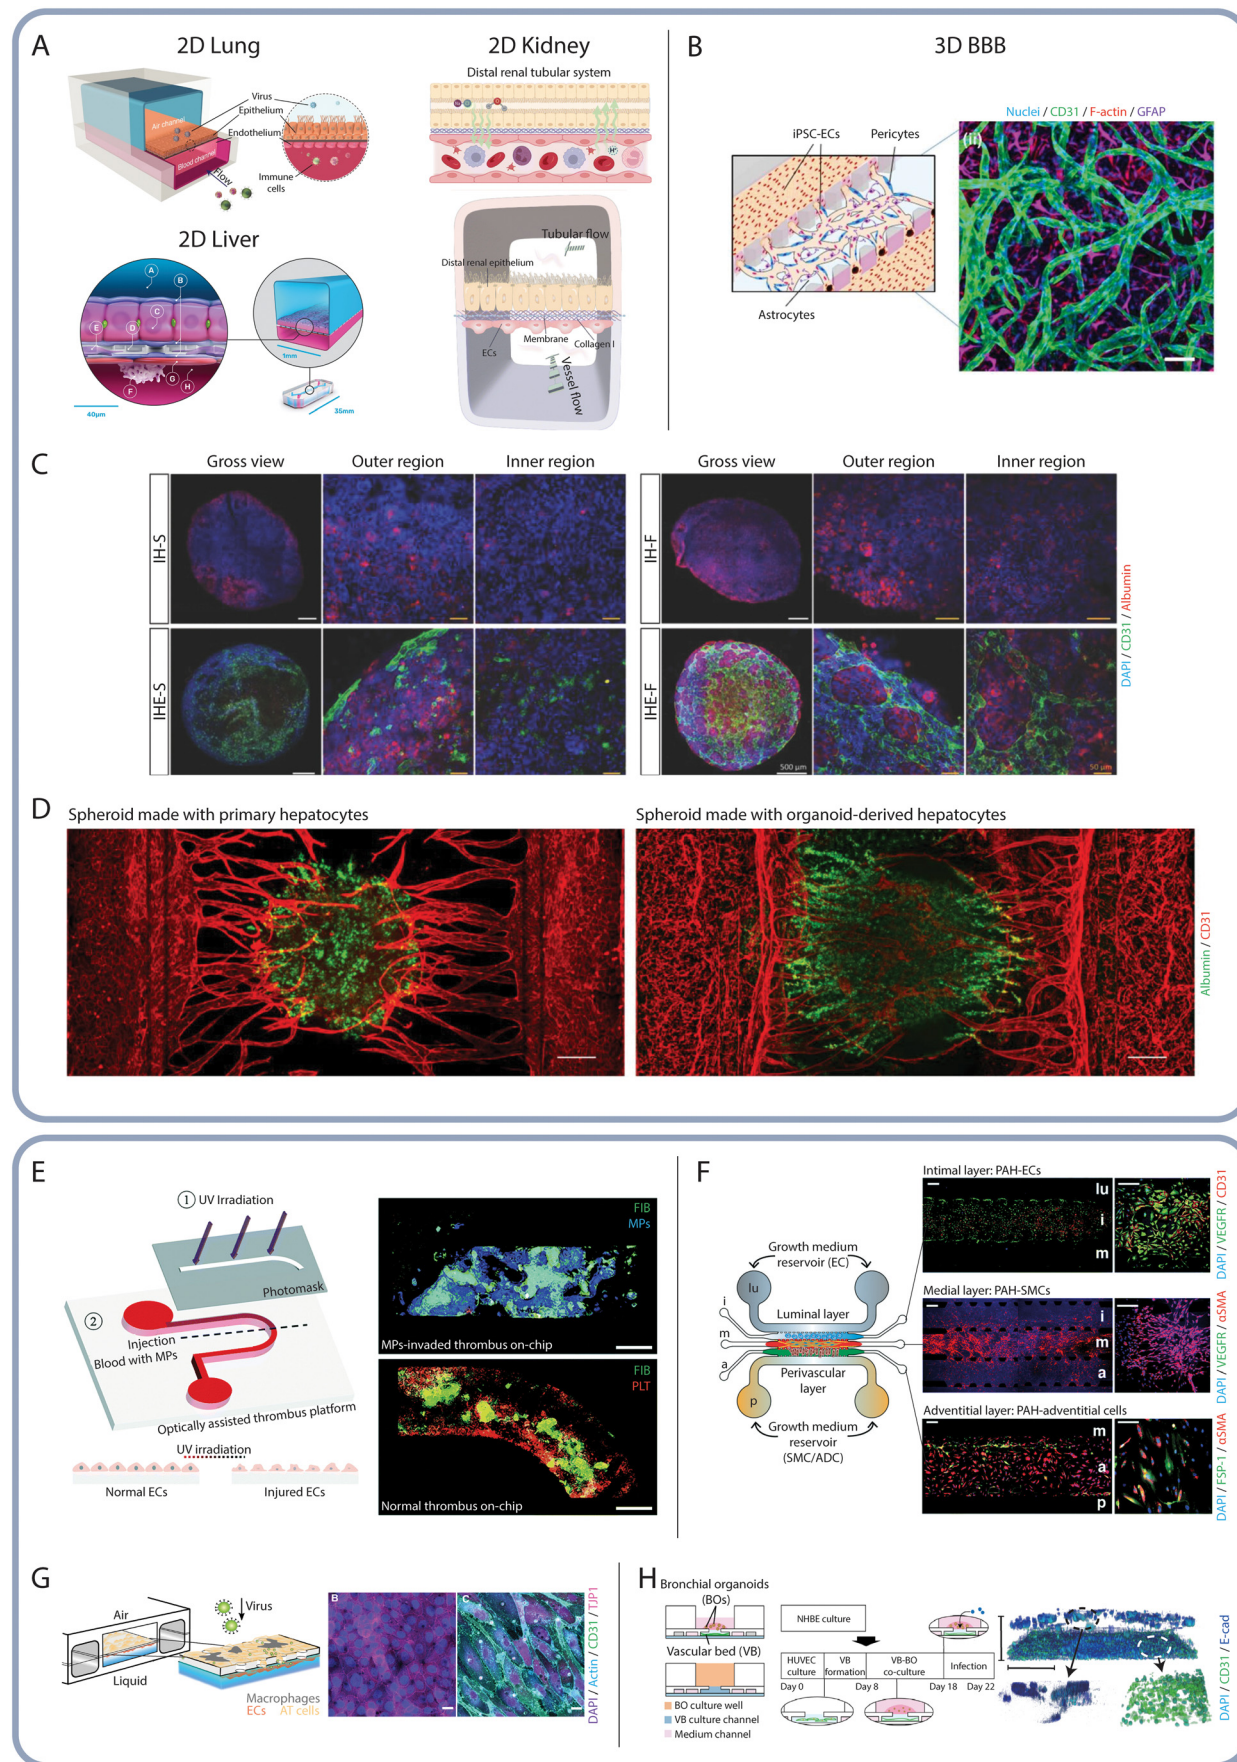 A
2D Lung
Virus
Epithelium
Endothelium
Air channel
Blood channel
Flow
Immune
cells
2D Kidney
Distal renal tubular system
H+
Tubular flow
Distal renal epithelium
Membrane
Collagen I
ECs
Vessel flow
2D Liver
A
B
C
E
D
G
H
F
40μm
1mm
35mm
B
3D BBB
Nuclei / CD31 / F-actin / GFAP
(ii)
iPSC-ECs
Pericytes
Astrocytes
C
Gross view
Outer region
Inner region
Gross view
Outer region
Inner region
IH-S
IH-F
IHE-S
IHE-F
500 μm
50 μm
DAPI / CD31 / Albumin
D
Spheroid made with primary hepatocytes
Spheroid made with organoid-derived hepatocytes
Albumin / CD31
E
1 UV Irradiation
Photomask
2
Injection
Blood with MPs
Optically assisted thrombus platform
UV irradiation
Normal ECs
Injured ECs
FIB
MPs
MPs-invaded thrombus on-chip
FIB
PLT
Normal thrombus on-chip
F
Growth medium
reservoir (EC)
lu
i
Luminal layer
m
a
Perivascular
layer
p
Growth medium
reservoir
(SMC/ADC)
Intimal layer: PAH-ECs
lu
i
m
DAPI / VEGFR / CD31
Medial layer: PAH-SMCs
i
m
a
DAPI / VEGFR / αSMA
Adventitial layer: PAH-adventitial cells
m
a
p
DAPI / FSP-1 / αSMA
G
Air
Virus
Liquid
Macrophages
ECs AT cells
B
C
DAPI / Actin / CD31 / TJP1
H
Bronchial organoids
(BOs)
Vascular bed (VB)
BO culture well
VB culture channel
Medium channel
NHBE culture
HUVEC
culture
VB
formation
VB-BO
co-culture
Infection
Day 0
Day 8
Day 18
Day 22
DAPI / CD31 / E-cad